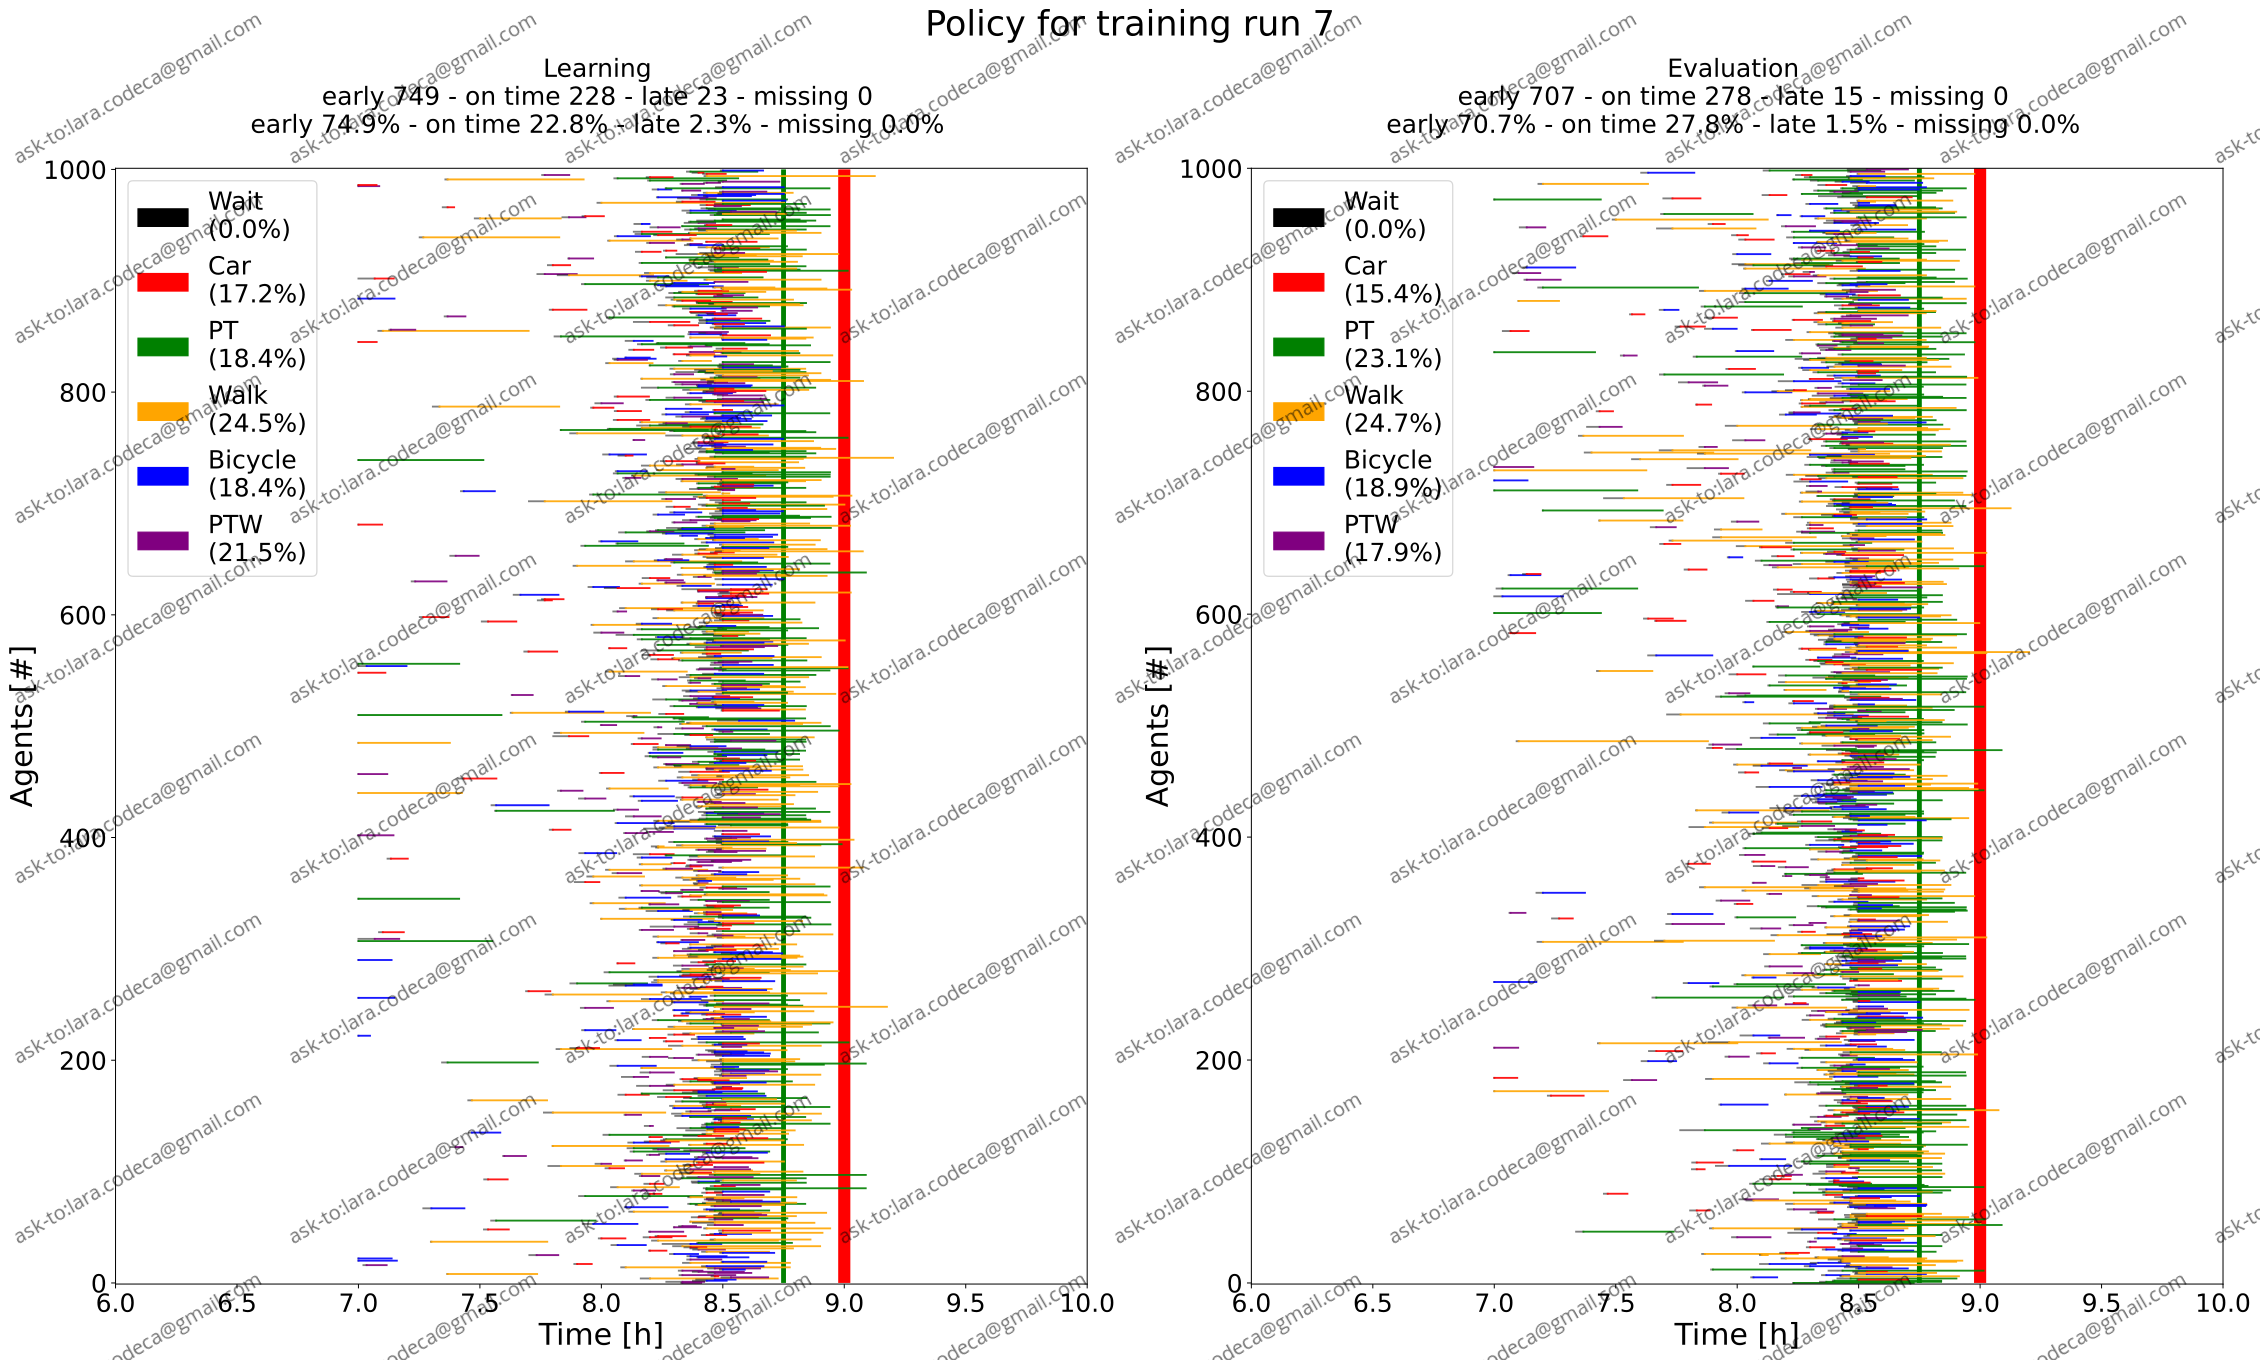 Policy for training run 7
Learning
early 749 - on time 228 - late 23 - missing 0
early 74.9% - on time 22.8% - late 2.3% - missing 0.0%
1000
800
600
400
200
0
Agents [#]
Wait
(0.0%)
Car
(17.2%)
PT
(18.4%)
Walk
(24.5%)
Bicycle
(18.4%)
PTW
(21.5%)
6.0 6.5 7.0 7.5 8.0 8.5 9.0 9.5 10.0
Time [h]
Evaluation
early 707 - on time 278 - late 15 - missing 0
early 70.7% - on time 27.8% - late 1.5% - missing 0.0%
1000
800
600
400
200
0
Agents [#]
Wait
(0.0%)
Car
(15.4%)
PT
(23.1%)
Walk
(24.7%)
Bicycle
(18.9%)
PTW
(17.9%)
6.0 6.5 7.0 7.5 8.0 8.5 9.0 9.5 10.0
Time [h]
ask-to:lara.codeca@gmail.com